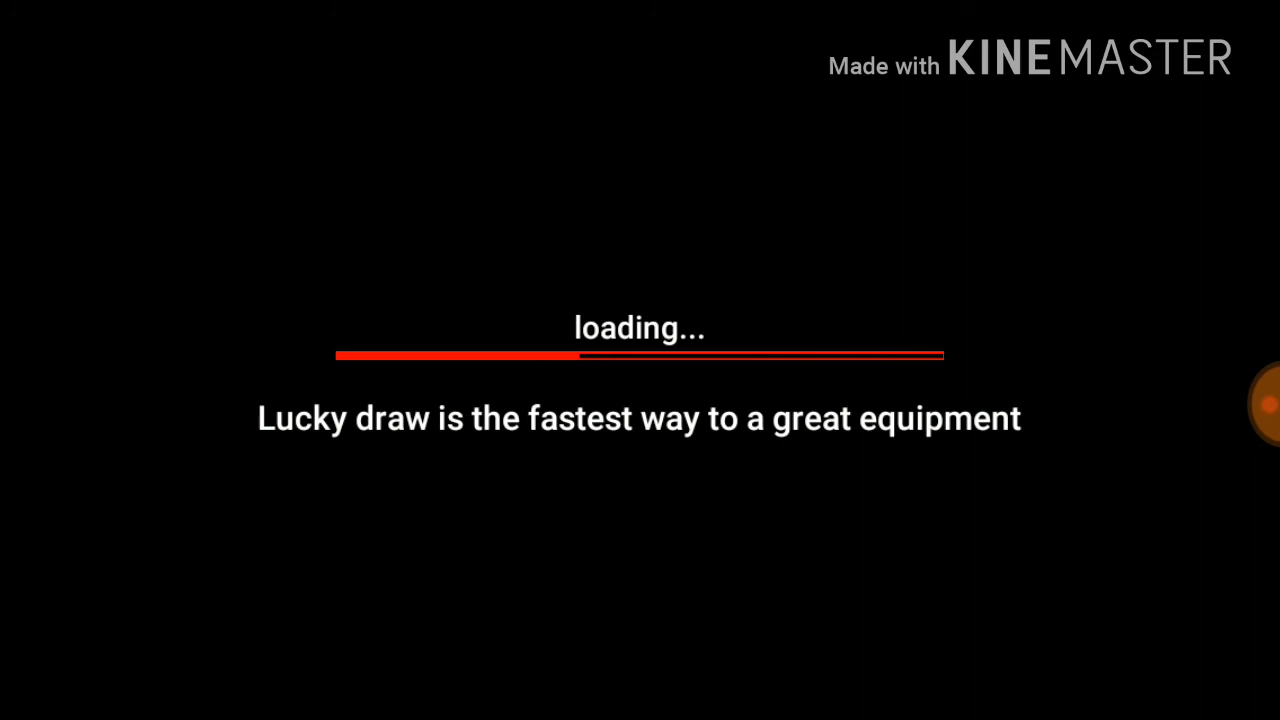 Made with KINEMASTER
loading...
Lucky draw is the fastest way to a great equipment